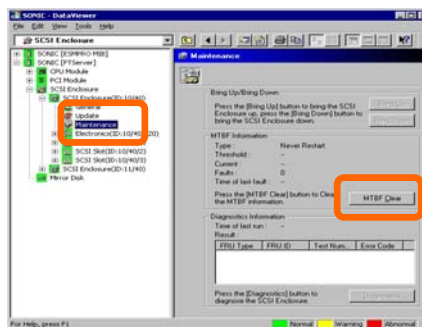 SONIC - DataViewer
File Edit View Tools Help
SCSI Enclosure
SONIC [ESMPRO MIB]
SONIC [FTServer]
CPU Module
PCI Module
SCSI Enclosure
SCSI Enclosure(ID:10/40)
General
Update
Maintenance
Electronics(ID:10/40/20)
SCSI Slot(ID:10/40/2)
SCSI Slot(ID:10/40/3)
SCSI Enclosure(ID:11/40)
Mirror Disk
Maintenance
Bring Up/Bring Down
Press the [Bring Up] button to bring the SCSI
Enclosure up, press the [Bring Down] button to
bring the SCSI Enclosure down.
Bring Up
Bring Down
MTBF Information
Type : Never Restart
Threshold : -
Current : -
Faults : 0
Time of last fault : -
Press the [MTBF Clear] button to Clear
the MTBF information.
MTBF Clear
Diagnostics Information
Time of last run : -
Result :
FRU Type FRU ID Test Num... Error Code
Press the [Diagnostics] button to
diagnose the SCSI Enclosure.
For Help, press F1
Normal Warning Abnormal